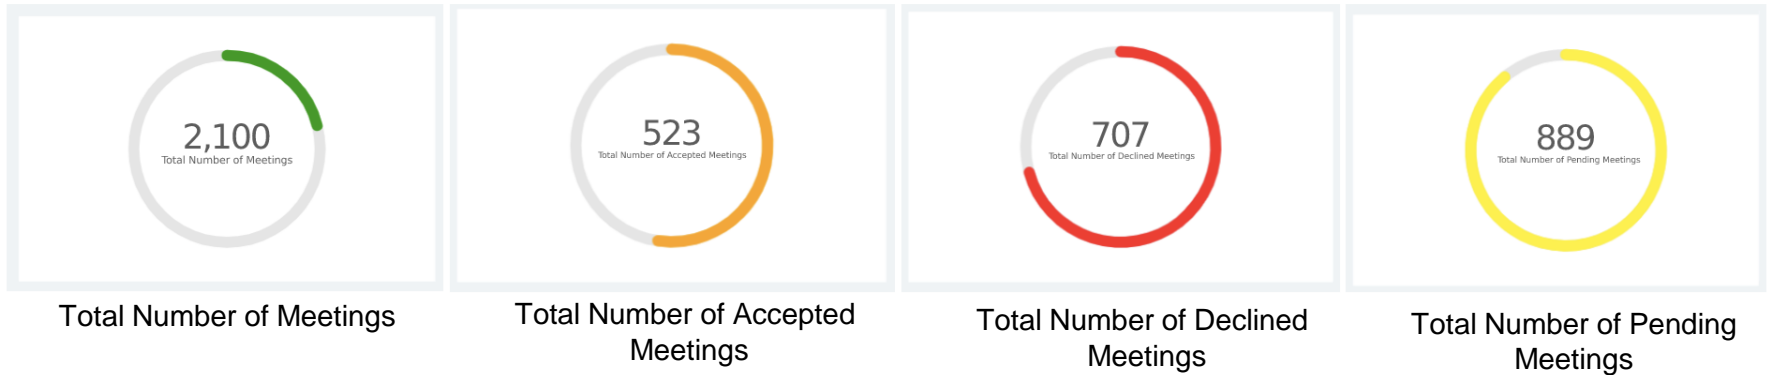 2,100
Total Number of Meetings
523
Total Number of Accepted Meetings
707
Total Number of Declined Meetings
889
Total Number of Pending Meetings
Total Number of Meetings
Total Number of Accepted
Meetings
Total Number of Declined
Meetings
Total Number of Pending
Meetings